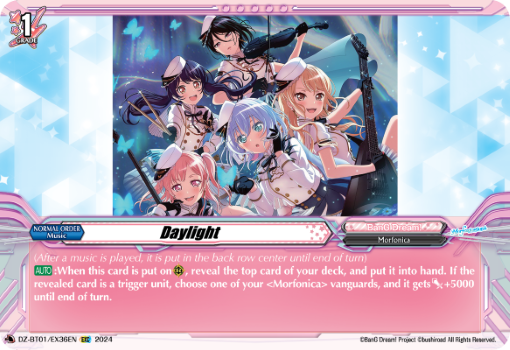 1
GRADE
NORMAL ORDER
Music
Daylight
BanG Dream!
Morfonica
(After a music is played, it is put in the back row center until end of turn)
AUTO:When this card is put on , reveal the top card of your deck, and put it into hand. If the
revealed card is a trigger unit, choose one of your <Morfonica> vanguards, and it gets +5000
until end of turn.
DZ-BT01/EX36EN EX 2024
©BanG Dream! Project ©bushiroad All Rights Reserved.